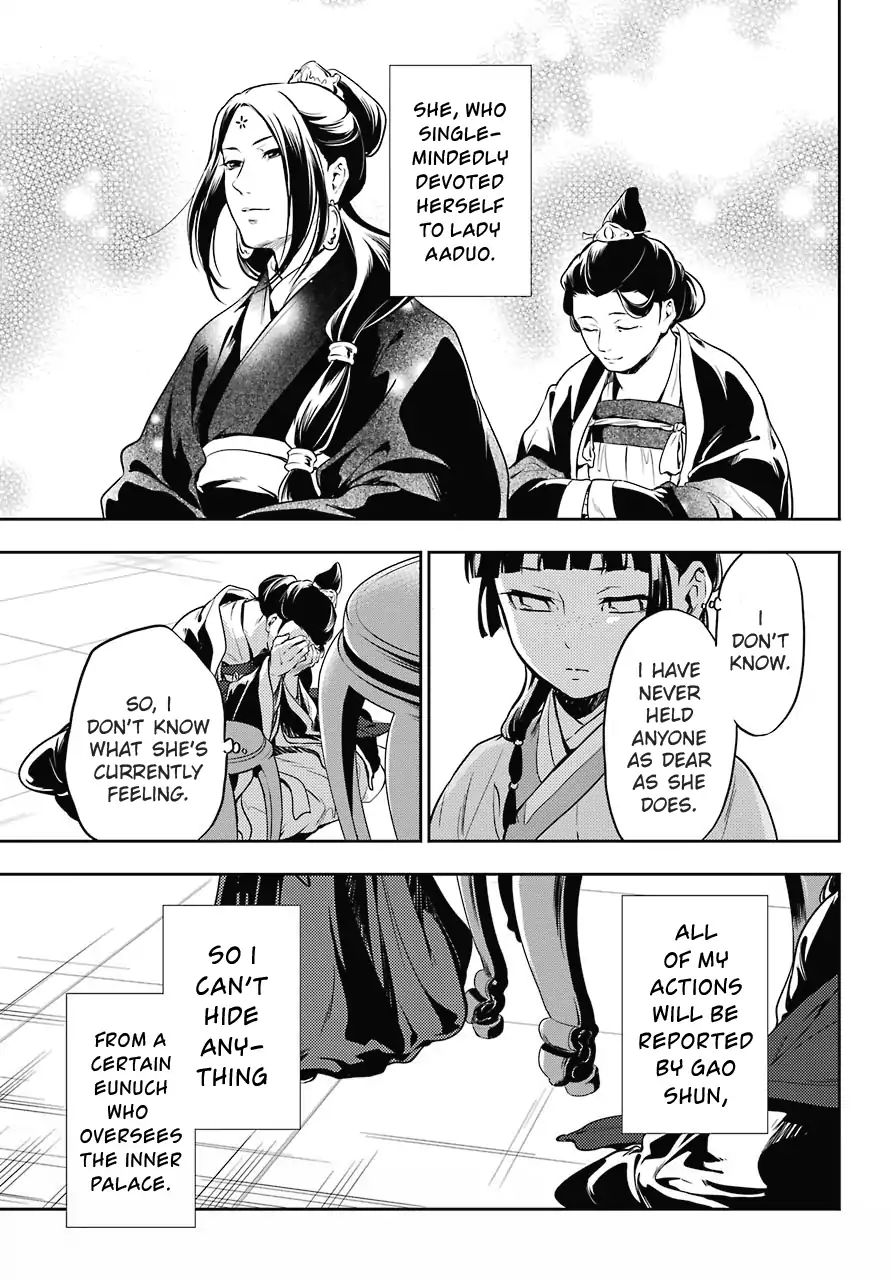 SHE, WHO
SINGLE-
MINDEDLY
DEVOTED
HERSELF
TO LADY
AADUO.
I
DON'T
KNOW.
I HAVE
NEVER
HELD
ANYONE
AS DEAR
AS SHE
DOES.
SO, I
DON'T KNOW
WHAT SHE'S
CURRENTLY
FEELING.
ALL
OF MY
ACTIONS
WILL BE
REPORTED
BY GAO
SHUN,
SO I
CAN'T
HIDE
ANY-
THING
FROM A
CERTAIN
EUNUCH
WHO
OVERSEES
THE INNER
PALACE.